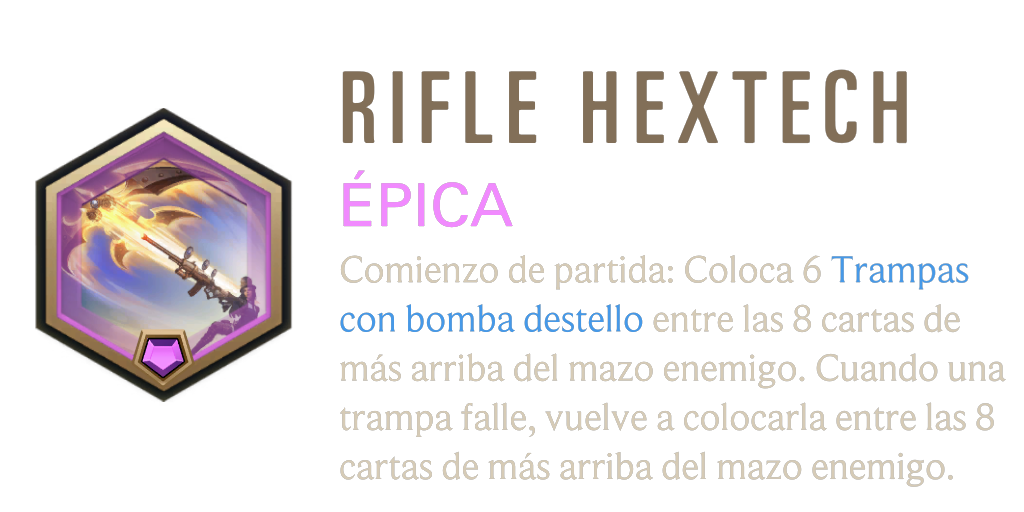 RIFLE HEXTECH
ÉPICA
Comienzo de partida: Coloca 6 Trampas
con bomba destello entre las 8 cartas de
más arriba del mazo enemigo. Cuando una
trampa falle, vuelve a colocarla entre las 8
cartas de más arriba del mazo enemigo.